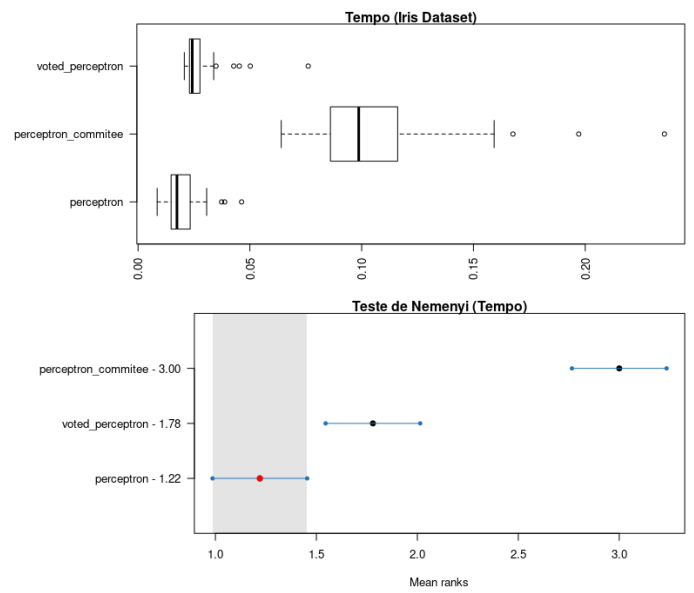 Tempo (Iris Dataset)
voted_perceptron
perceptron_commitee
perceptron
0.00 0.05 0.10 0.15 0.20
Teste de Nemenyi (Tempo)
perceptron_commitee - 3.00
voted_perceptron - 1.78
perceptron - 1.22
1.0 1.5 2.0 2.5 3.0
Mean ranks